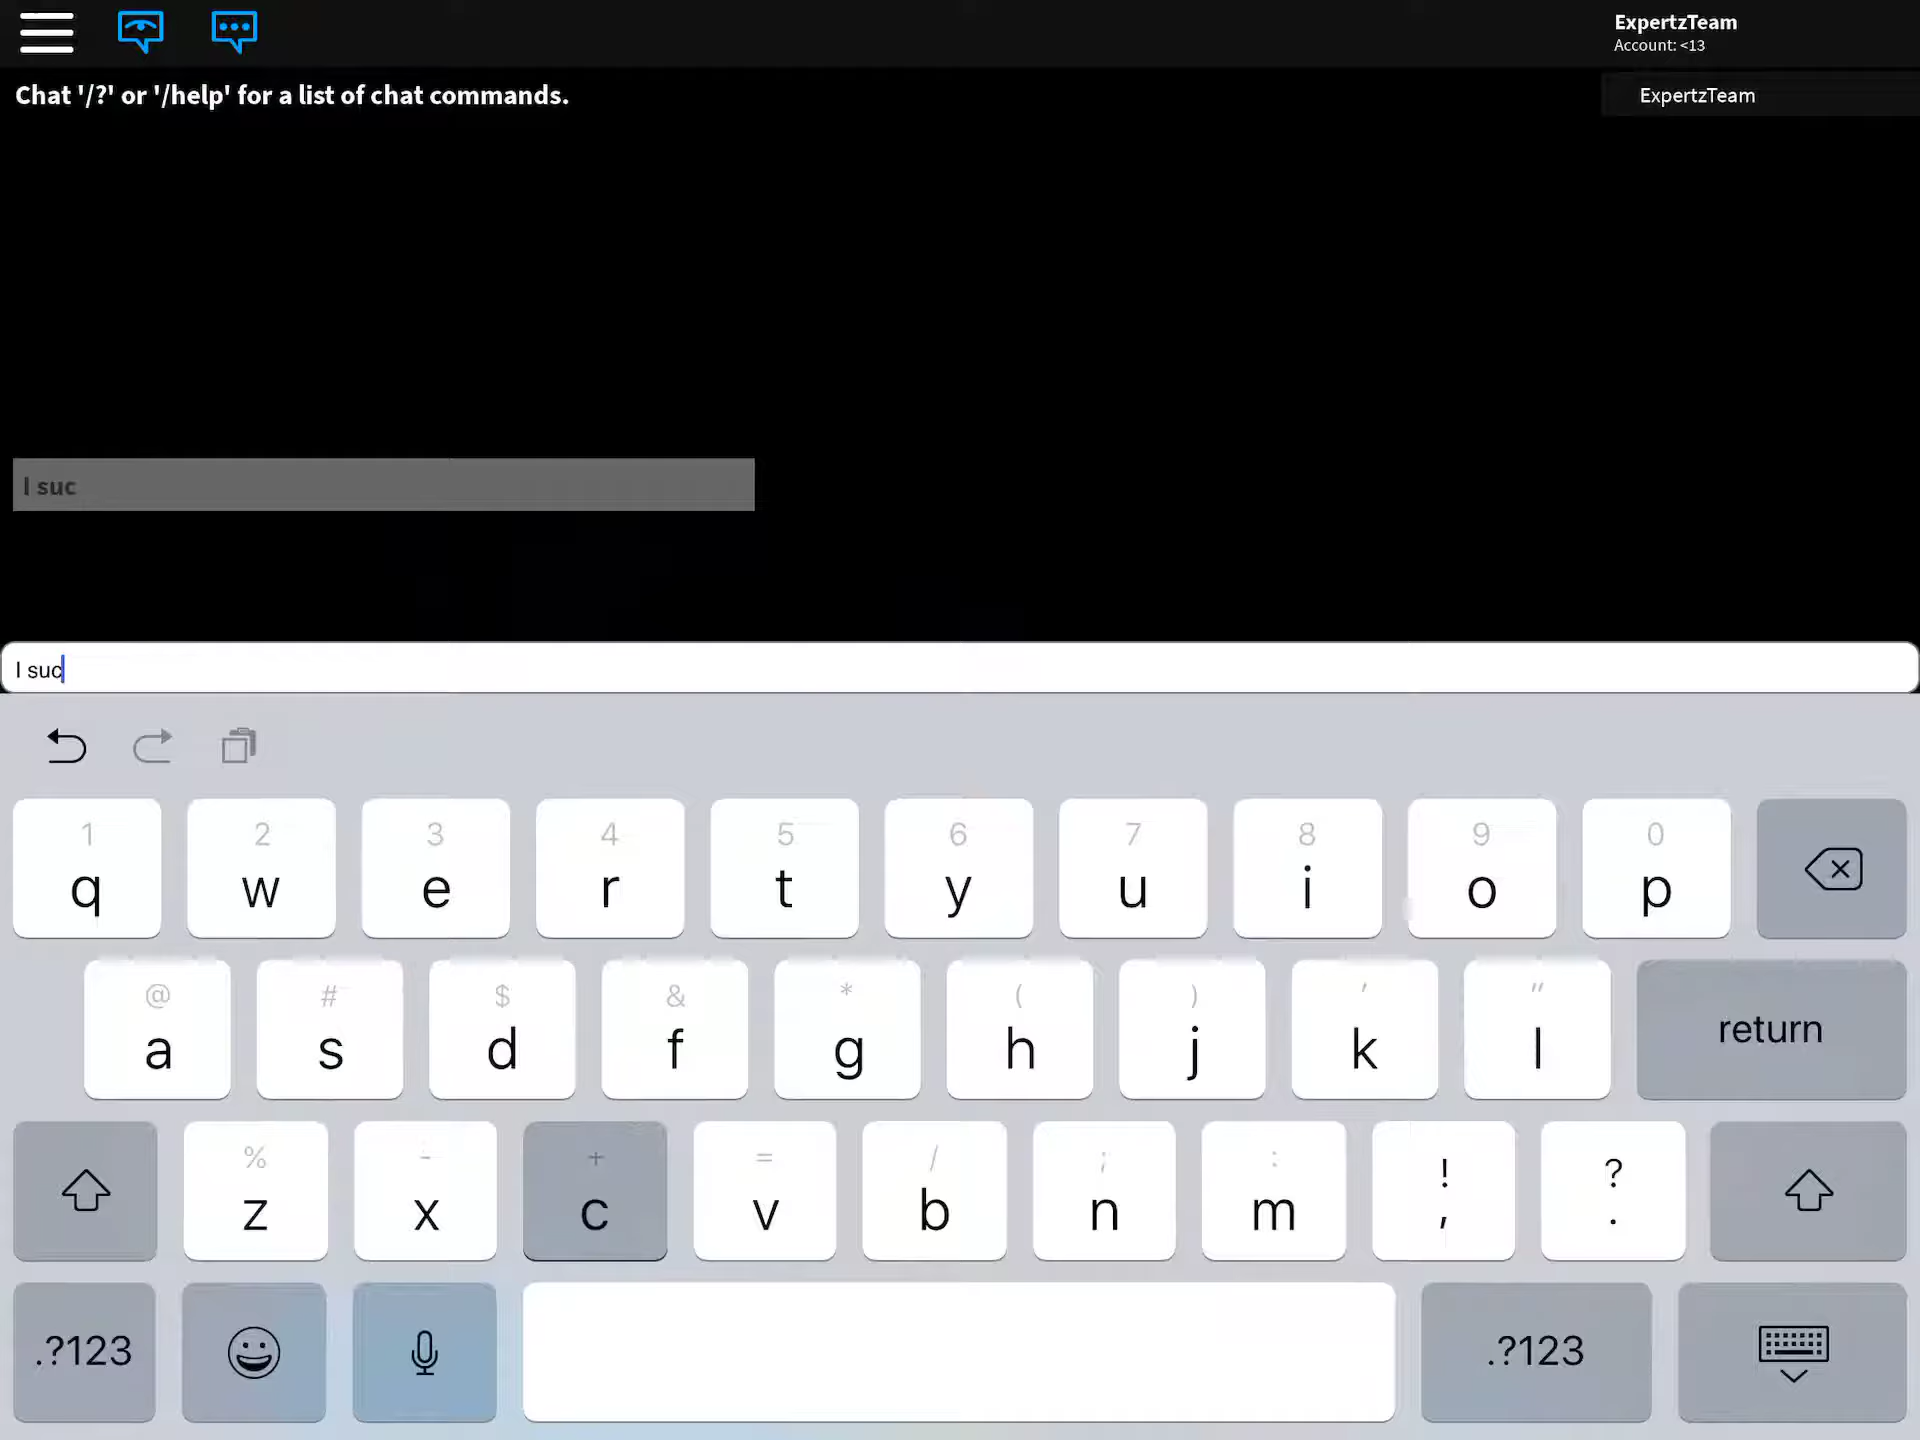 ExpertzTeam
Account: <13
Chat '/?' or '/help' for a list of chat commands.
ExpertzTeam
I suc
I suc
1 2 3 4 5 6 7 8 9 0
q w e r t y u i o p
@ # $ & * ( ) ' "
a s d f g h j k l return
% - + = / ; : ! ?
z x c v b n m , .
.?123 .?123